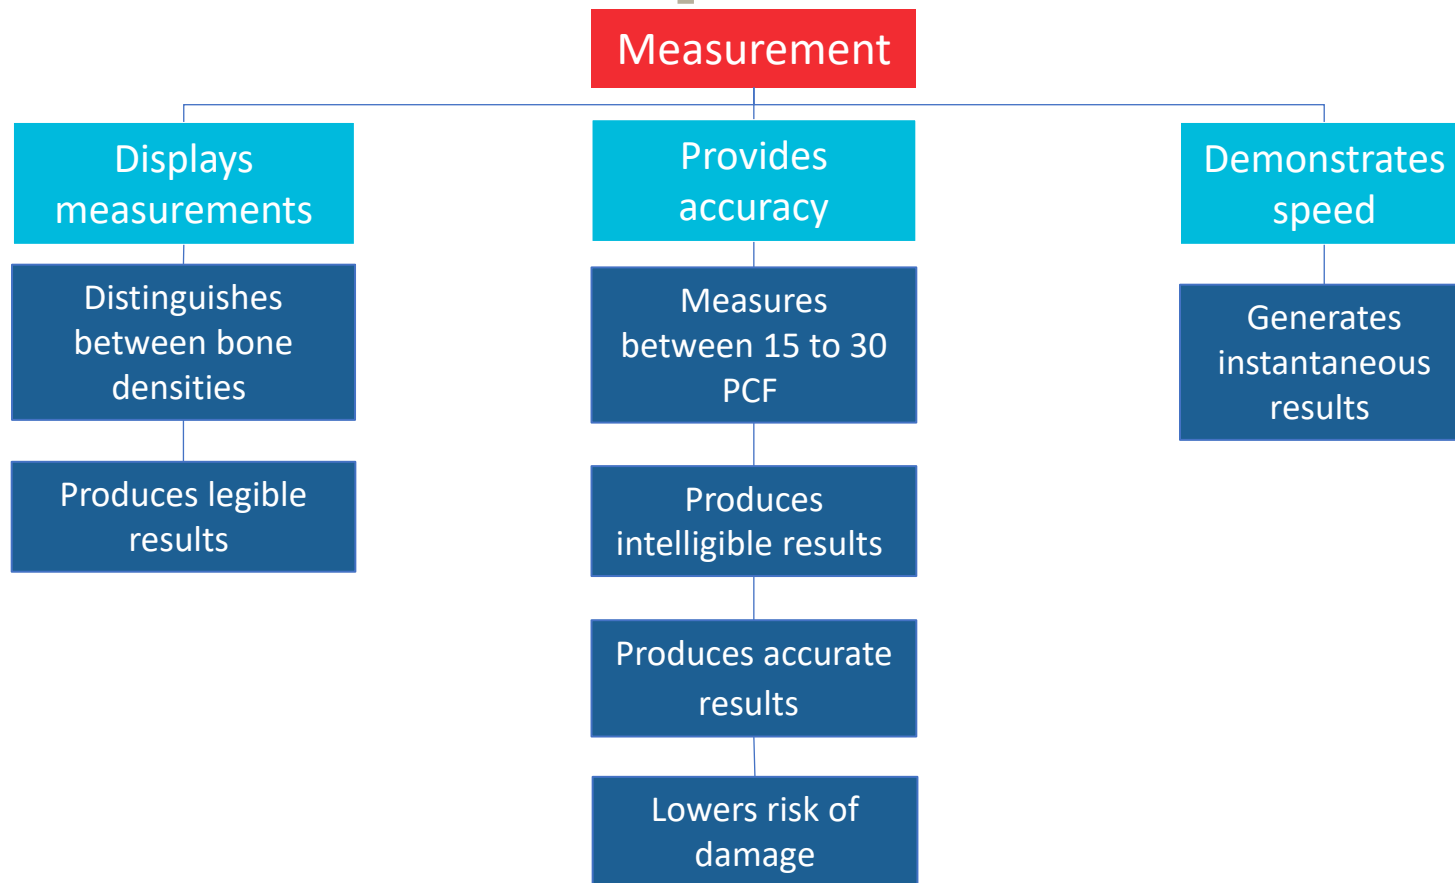 Measurement
Displays
measurements
Distinguishes
between bone
densities
Produces legible
results
Provides
accuracy
Measures
between 15 to 30
PCF
Produces
intelligible results
Produces accurate
results
Lowers risk of
damage
Demonstrates
speed
Generates
instantaneous
results